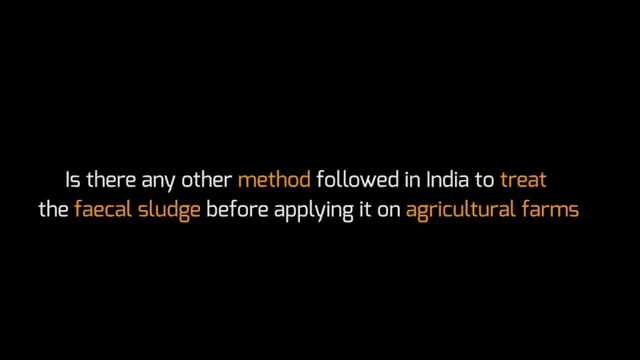 Is there any other method followed in India to treat
the faecal sludge before applying it on agricultural farms